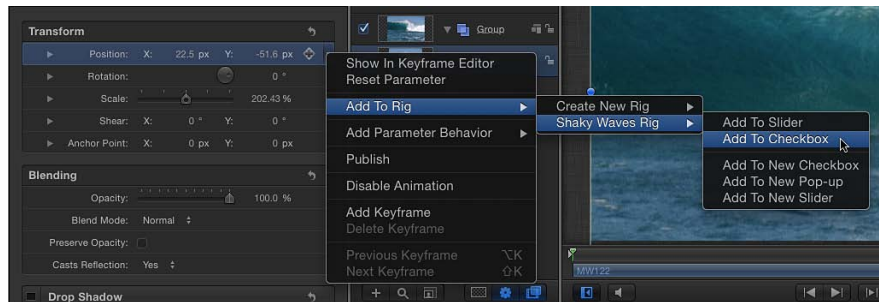 Transform
Position: X: 22.5 px Y: -51.6 px
Rotation: 0 °
Scale: 202.43 %
Shear: X: 0 ° Y: 0 °
Anchor Point: X: 0 px Y: 0 px
Blending
Opacity: 100.0 %
Blend Mode: Normal
Preserve Opacity:
Casts Reflection: Yes
Drop Shadow
Group
Show In Keyframe Editor
Reset Parameter
Add To Rig
Add Parameter Behavior
Publish
Disable Animation
Add Keyframe
Delete Keyframe
Previous Keyframe ⌥K
Next Keyframe ⇧K
Create New Rig
Shaky Waves Rig
Add To Slider
Add To Checkbox
Add To New Checkbox
Add To New Pop-up
Add To New Slider
MW122